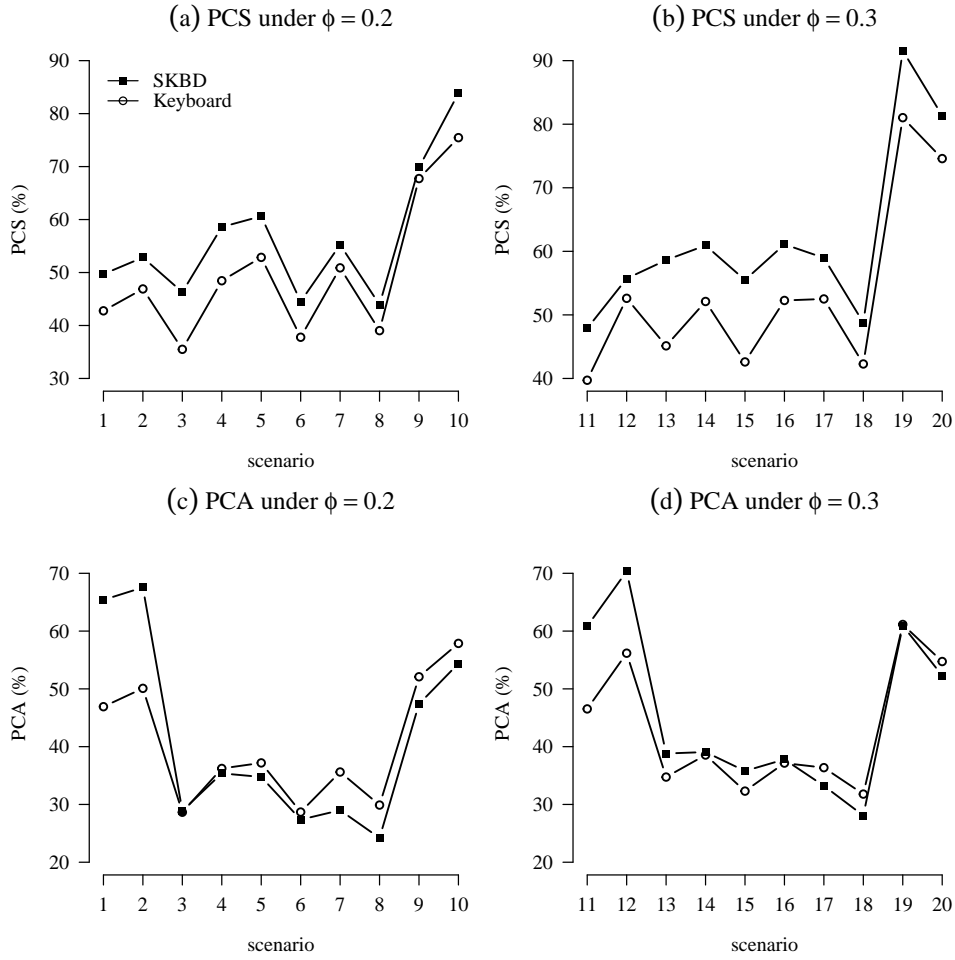 (a) PCS under ϕ = 0.2
PCS (%)
90
80
70
60
50
40
30
SKBD
Keyboard
1 2 3 4 5 6 7 8 9 10
scenario
(b) PCS under ϕ = 0.3
PCS (%)
90
80
70
60
50
40
11 12 13 14 15 16 17 18 19 20
scenario
(c) PCA under ϕ = 0.2
PCA (%)
70
60
50
40
30
20
1 2 3 4 5 6 7 8 9 10
scenario
(d) PCA under ϕ = 0.3
PCA (%)
70
60
50
40
30
20
11 12 13 14 15 16 17 18 19 20
scenario